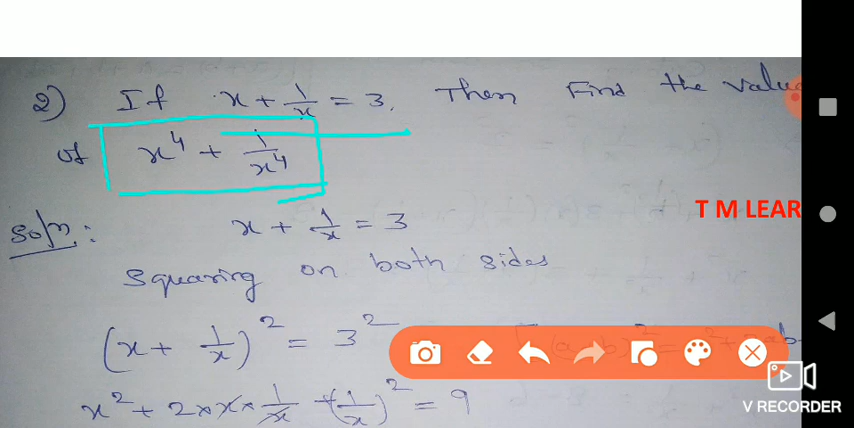 2) If x + 1/x = 3. Then Find the value
of x⁴ + 1/x⁴
Soln: x + 1/x = 3
T M LEAR
Squaring on both sides
(x + 1/x)² = 3²
x² + 2 × x × 1/x + (1/x)² = 9
V RECORDER